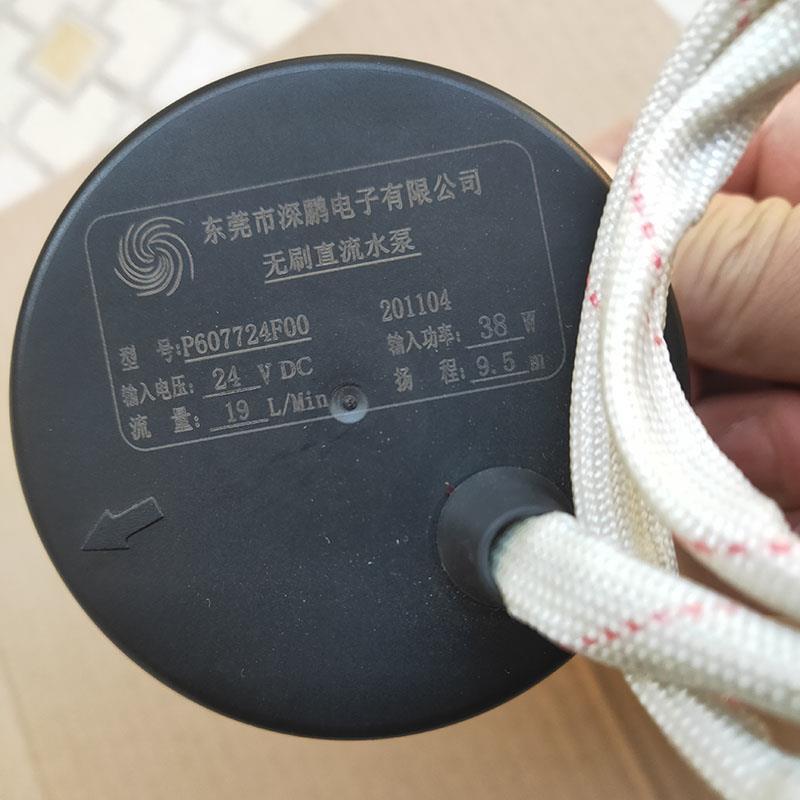 东莞市深鹏电子有限公司
无刷直流水泵
201104
型 号:P607724F00
输入功率: 38 W
输入电压: 24 V DC
扬 程: 9.5 m
流 量: 19 L/Min